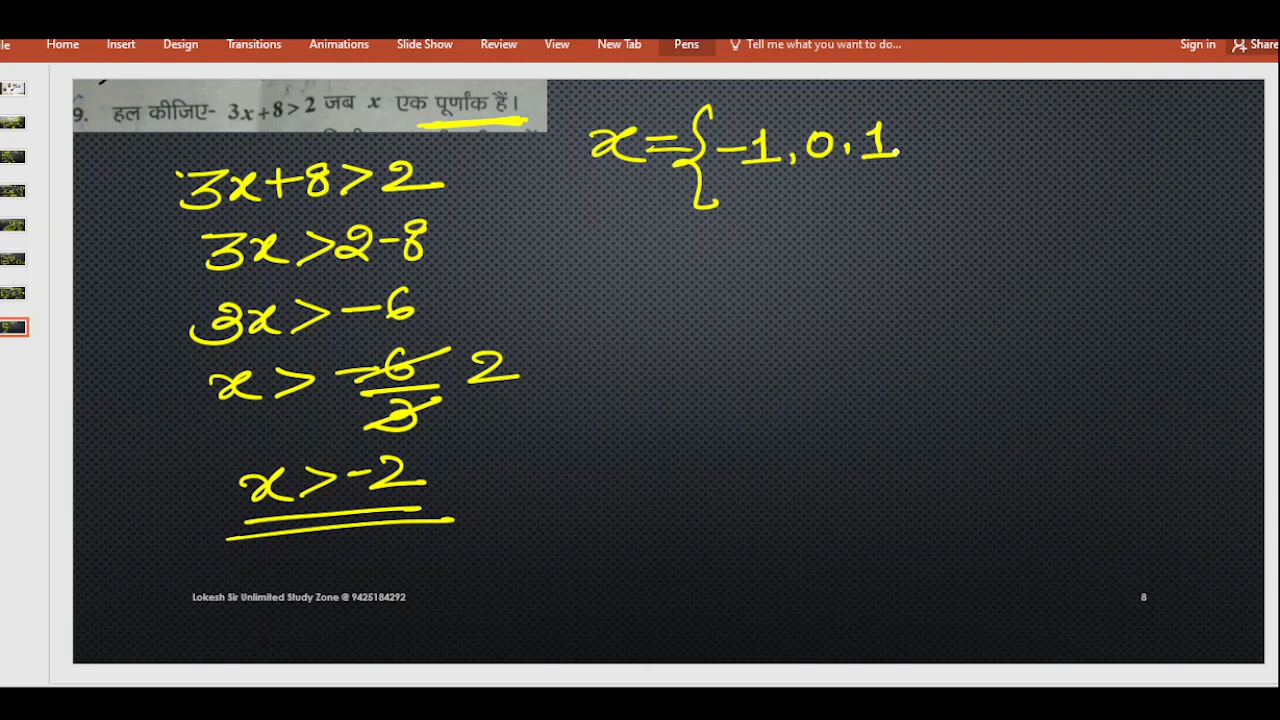 le Home Insert Design Transitions Animations Slide Show Review View New Tab Pens Tell me what you want to do... Sign in Share
9. हल कीजिए- 3x+8>2 जब x एक पूर्णांक हैं।
x={-1, 0, 1
3x+8>2
3x>2-8
3x>-6
x> -6/3 2
x>-2
Lokesh Sir Unlimited Study Zone @ 9425184292
8